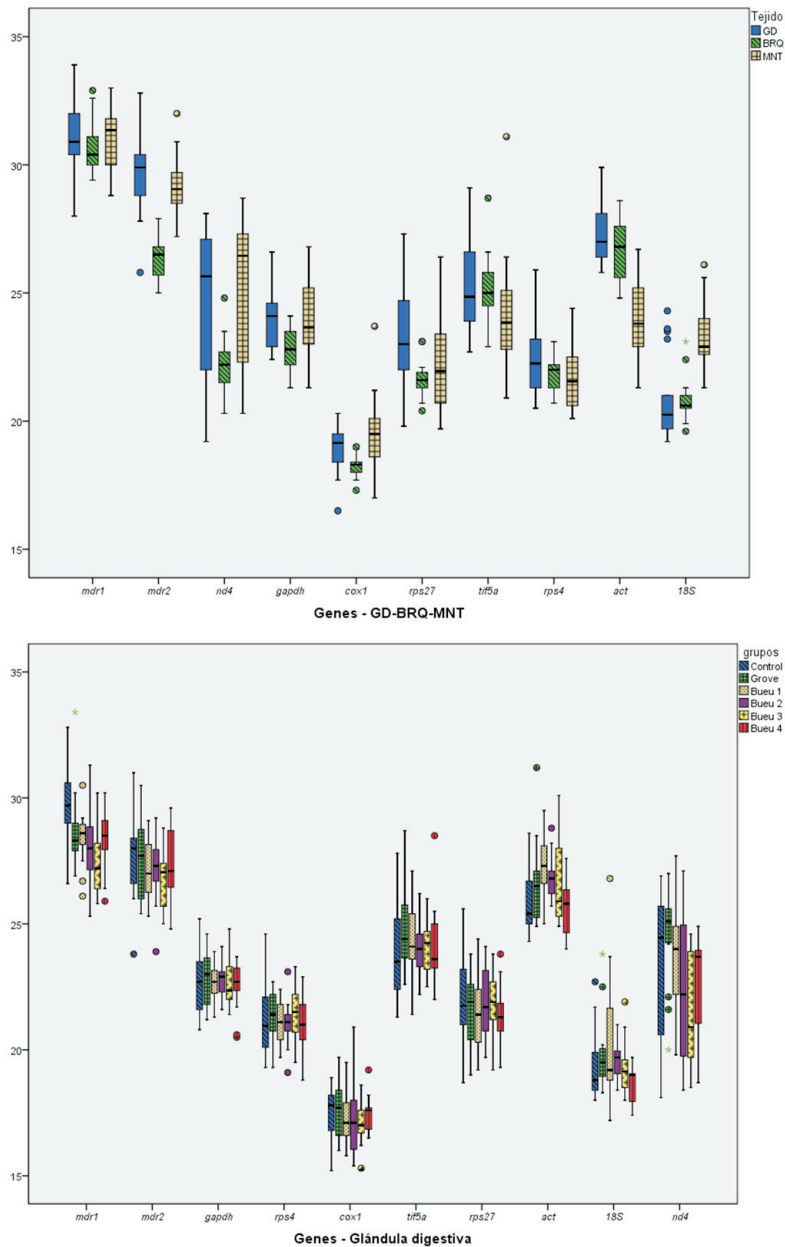 Tejido
GD
BRQ
MNT
35
30
25
20
15
mdr1 mdr2 nd4 gapdh cox1 rps27 tif5a rps4 act 18S
Genes - GD-BRQ-MNT
grupos
Control
Grove
Bueu 1
Bueu 2
Bueu 3
Bueu 4
35
30
25
20
15
mdr1 mdr2 gapdh rps4 cox1 tif5a rps27 act 18S nd4
Genes - Glándula digestiva